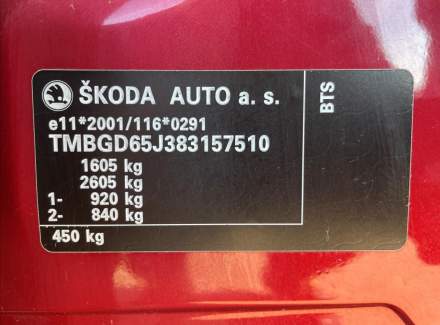 ŠKODA AUTO a. s.
e11*2001/116*0291
TMBGD65J383157510
1605 kg
2605 kg
1- 920 kg
2- 840 kg
450 kg
BTS